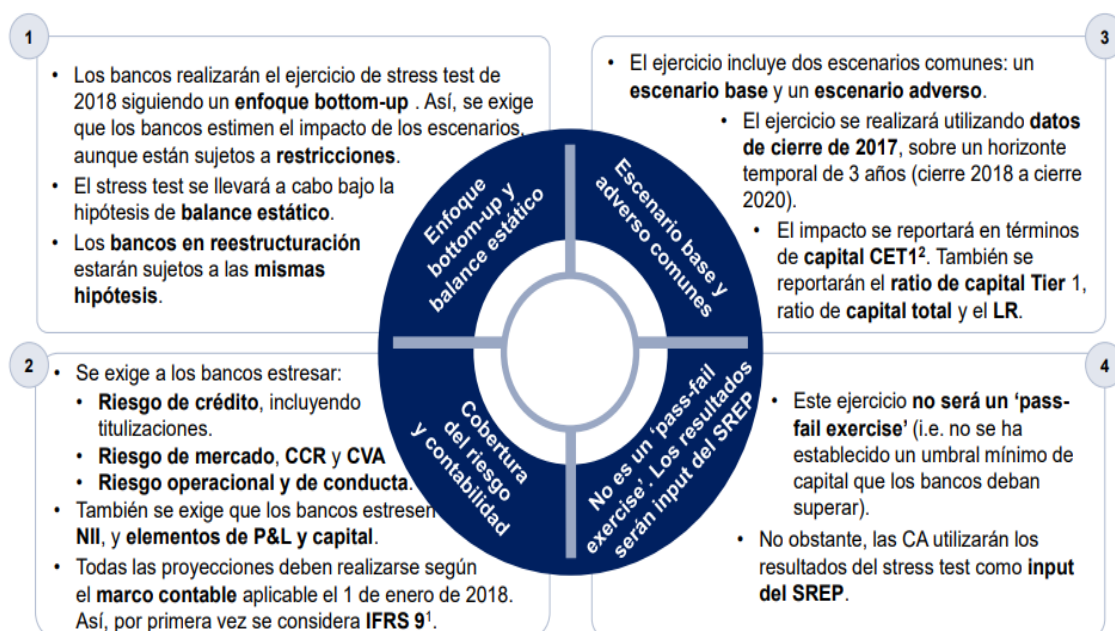 1
• Los bancos realizarán el ejercicio de stress test de
2018 siguiendo un enfoque bottom-up . Así, se exige
que los bancos estimen el impacto de los escenarios,
aunque están sujetos a restricciones.
• El stress test se llevará a cabo bajo la
hipótesis de balance estático.
• Los bancos en reestructuración
estarán sujetos a las mismas
hipótesis.
Enfoque
bottom-up y
balance estático
Escenario base y
adverso comunes
3
• El ejercicio incluye dos escenarios comunes: un
escenario base y un escenario adverso.
• El ejercicio se realizará utilizando datos
de cierre de 2017, sobre un horizonte
temporal de 3 años (cierre 2018 a cierre
2020).
• El impacto se reportará en términos
de capital CET1². También se
reportarán el ratio de capital Tier 1,
ratio de capital total y el LR.
2
• Se exige a los bancos estresar:
• Riesgo de crédito, incluyendo
titulizaciones.
• Riesgo de mercado, CCR y CVA
• Riesgo operacional y de conducta.
• También se exige que los bancos estresen
NII, y elementos de P&L y capital.
• Todas las proyecciones deben realizarse según
el marco contable aplicable el 1 de enero de 2018.
Así, por primera vez se considera IFRS 9¹.
Cobertura
del riesgo
y contabilidad
No es un ‘pass-fail
exercise’. Los resultados
serán input del SREP
4
• Este ejercicio no será un ‘pass-
fail exercise’ (i.e. no se ha
establecido un umbral mínimo de
capital que los bancos deban
superar).
• No obstante, las CA utilizarán los
resultados del stress test como input
del SREP.